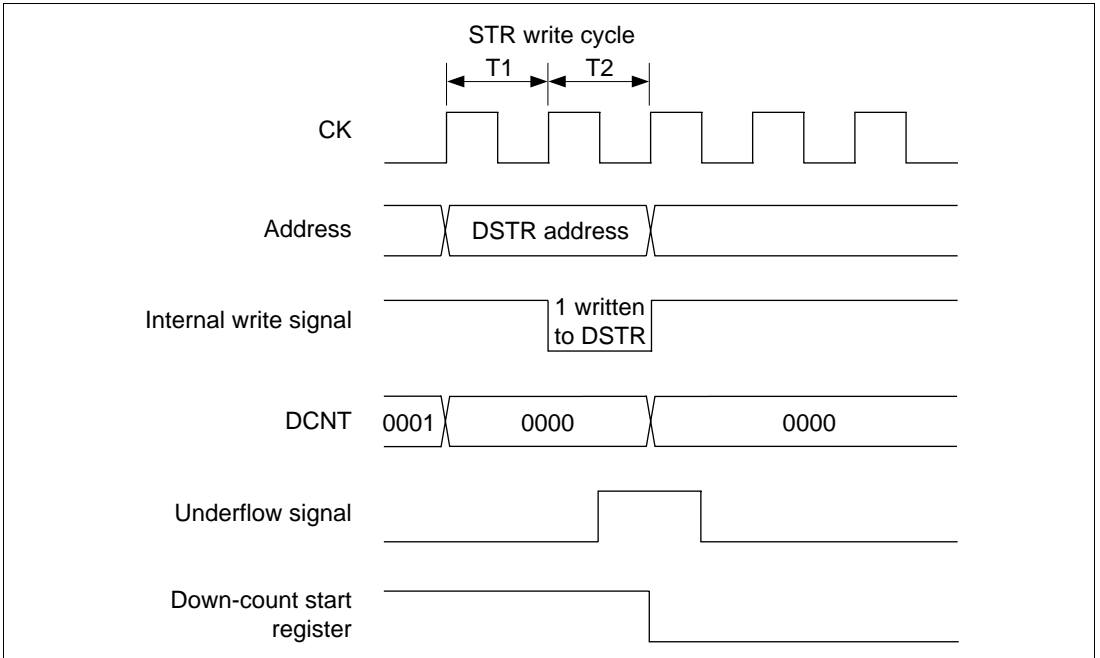 STR write cycle
T1 T2
CK
Address
DSTR address
Internal write signal
1 written
to DSTR
DCNT
0001 0000 0000
Underflow signal
Down-count start
register